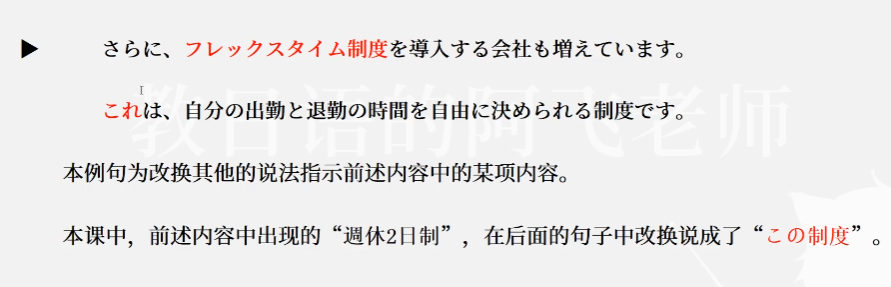 ▶ さらに、フレックスタイム制度を導入する会社も増えています。
これは、自分の出勤と退勤の時間を自由に決められる制度です。
教日语的阿飞老师
本例句为改换其他的说法指示前述内容中的某项内容。
本课中，前述内容中出现的“週休2日制”，在后面的句子中改换说成了“この制度”。